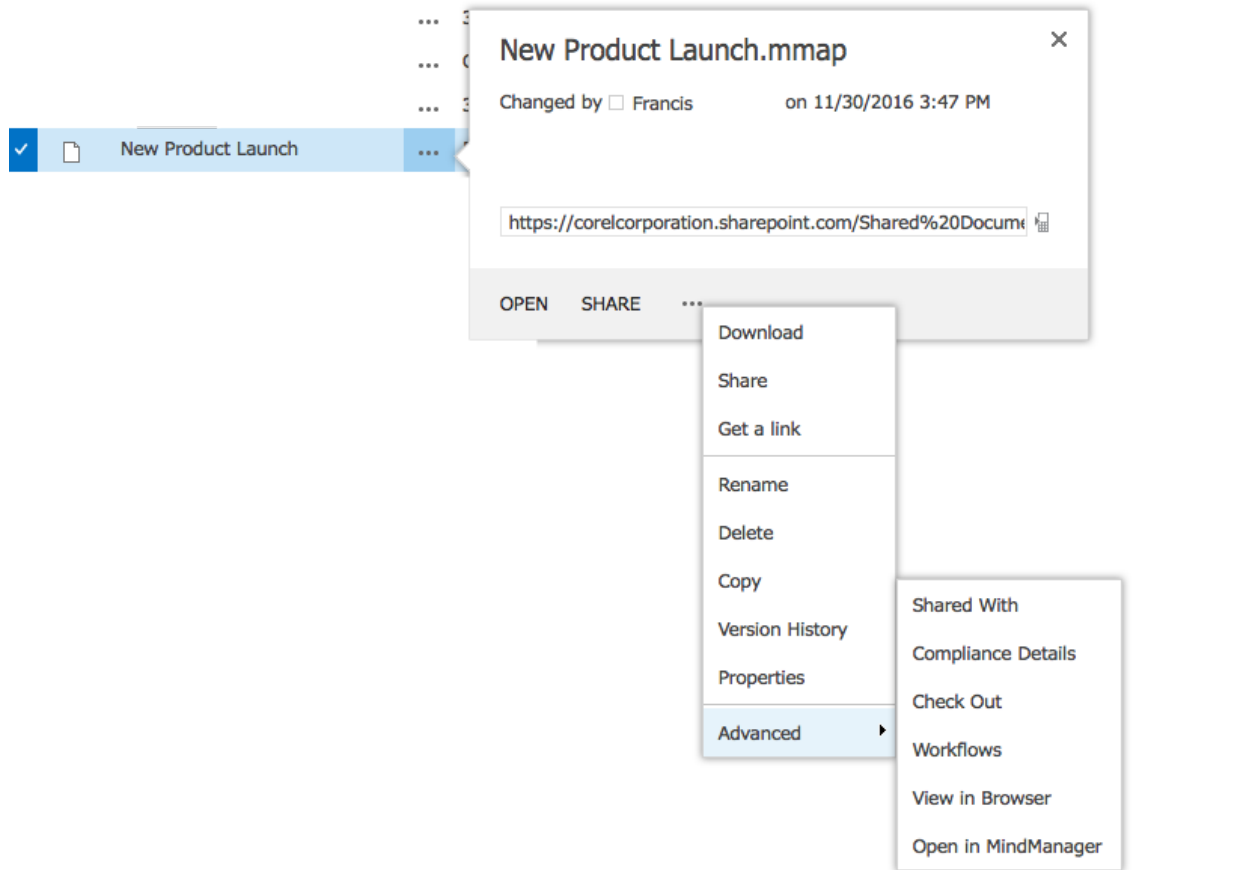 New Product Launch.mmap
Changed by Francis on 11/30/2016 3:47 PM
New Product Launch
https://corelcorporation.sharepoint.com/Shared%20Docume
OPEN SHARE ...
Download
Share
Get a link
Rename
Delete
Copy
Version History
Properties
Advanced
Shared With
Compliance Details
Check Out
Workflows
View in Browser
Open in MindManager